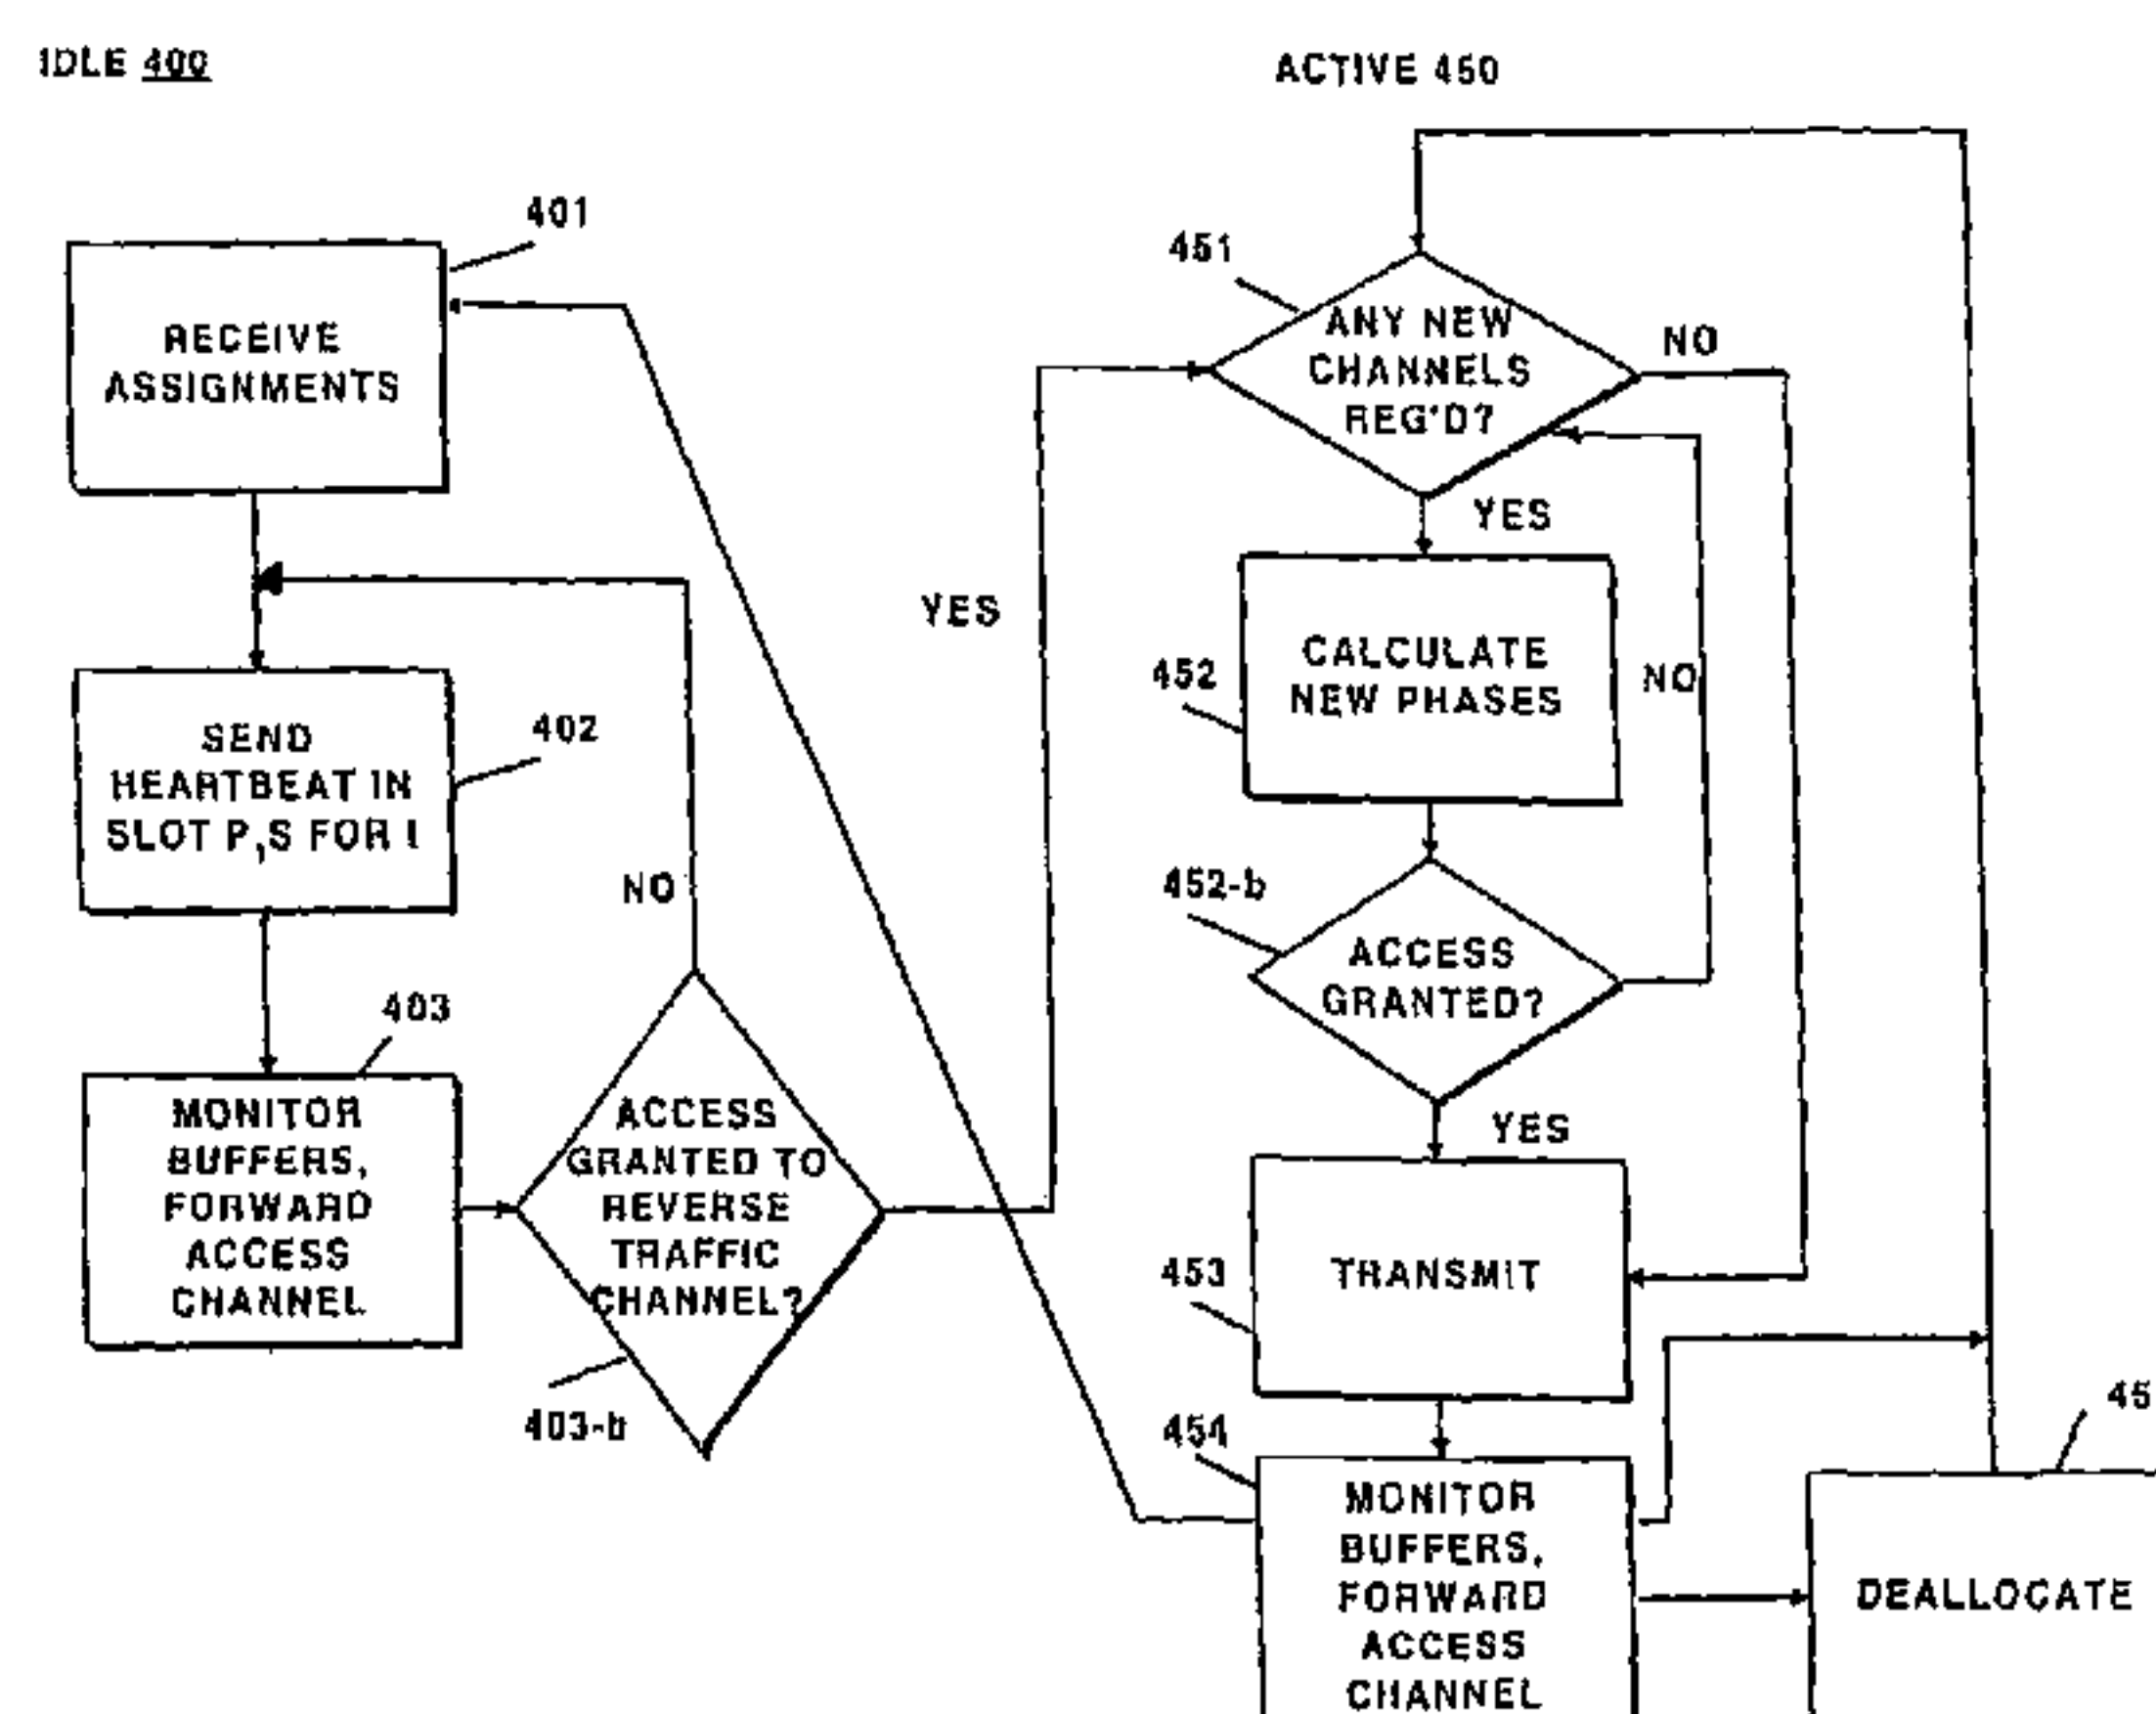 IDLE 400
401
RECEIVE
ASSIGNMENTS
SEND
HEARTBEAT IN
SLOT P,S FOR I
402
NO
403
MONITOR
BUFFERS,
FORWARD
ACCESS
CHANNEL
ACCESS
GRANTED TO
REVERSE
TRAFFIC
CHANNEL?
403-b
YES
ACTIVE 450
451
ANY NEW
CHANNELS
REG'D?
NO
YES
452
CALCULATE
NEW PHASES
NO
452-b
ACCESS
GRANTED?
YES
453
TRANSMIT
454
MONITOR
BUFFERS,
FORWARD
ACCESS
CHANNEL
45
DEALLOCATE